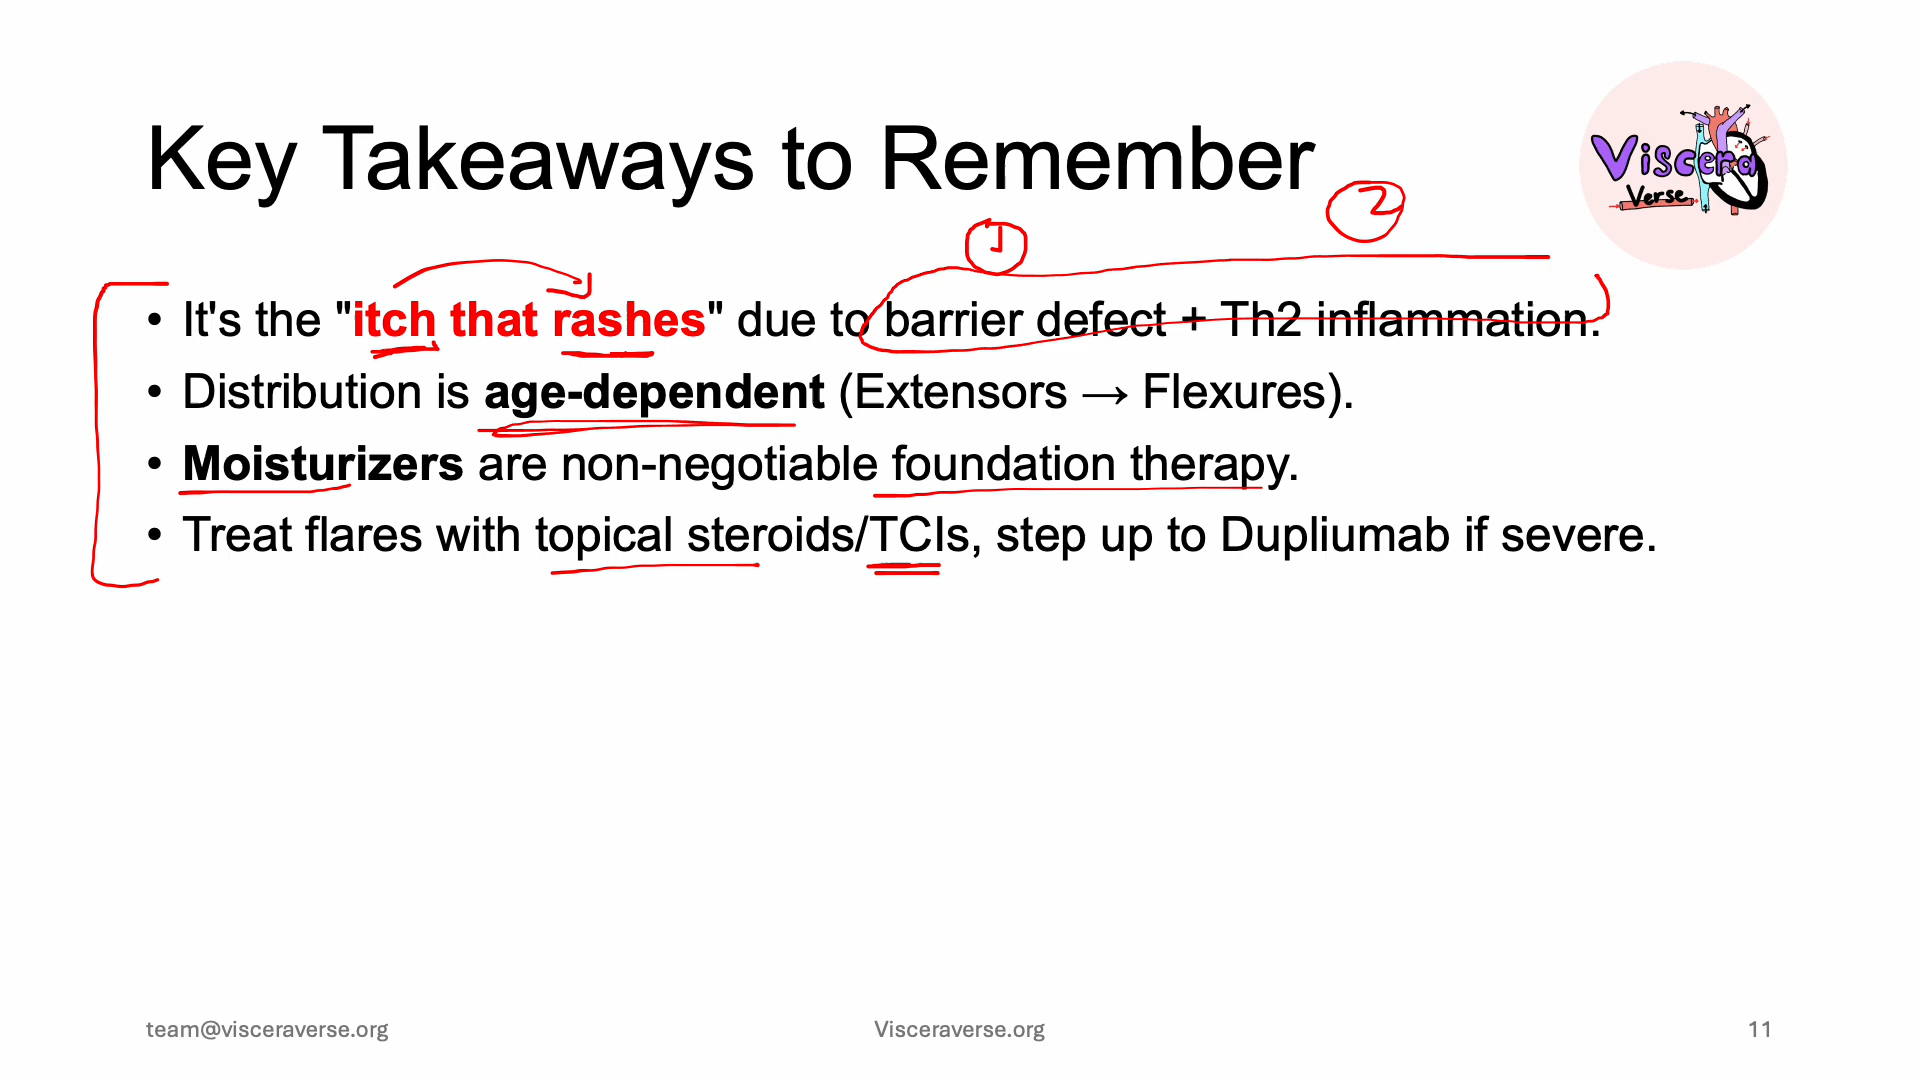 Key Takeaways to Remember
Viscera
Verse
1
2
• It's the "itch that rashes" due to barrier defect + Th2 inflammation.
• Distribution is age-dependent (Extensors → Flexures).
• Moisturizers are non-negotiable foundation therapy.
• Treat flares with topical steroids/TCIs, step up to Dupliumab if severe.
team@visceraverse.org
Visceraverse.org
11